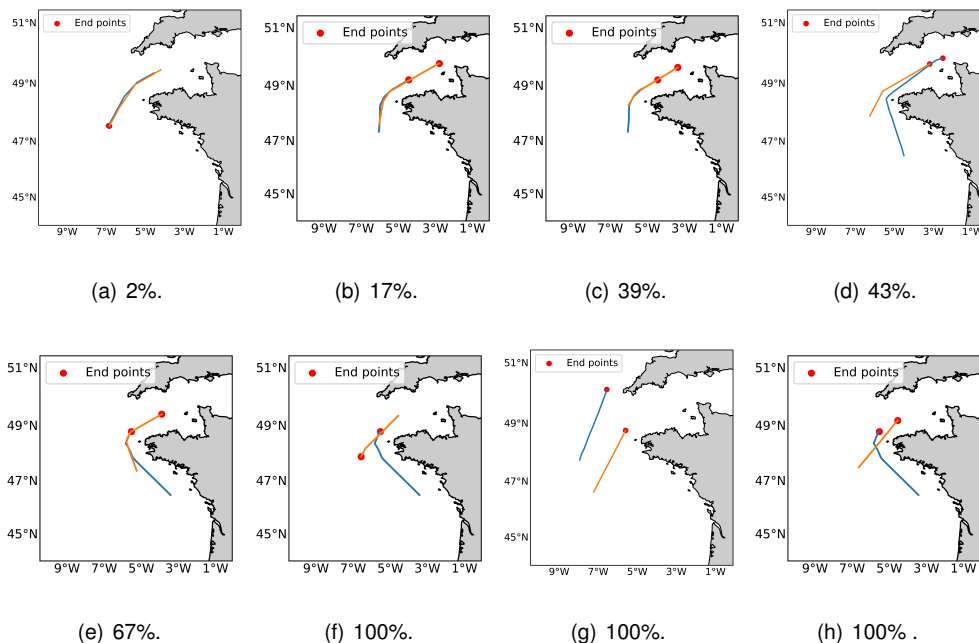 51°N
End points
49°N
47°N
45°N
9°W 7°W 5°W 3°W 1°W
(a) 2%.
51°N
End points
49°N
47°N
45°N
9°W 7°W 5°W 3°W 1°W
(b) 17%.
51°N
End points
49°N
47°N
45°N
9°W 7°W 5°W 3°W 1°W
(c) 39%.
51°N
End points
49°N
47°N
45°N
9°W 7°W 5°W 3°W 1°W
(d) 43%.
51°N
End points
49°N
47°N
45°N
9°W 7°W 5°W 3°W 1°W
(e) 67%.
51°N
End points
49°N
47°N
45°N
9°W 7°W 5°W 3°W 1°W
(f) 100%.
51°N
End points
49°N
47°N
45°N
9°W 7°W 5°W 3°W 1°W
(g) 100%.
51°N
End points
49°N
47°N
45°N
9°W 7°W 5°W 3°W 1°W
(h) 100% .